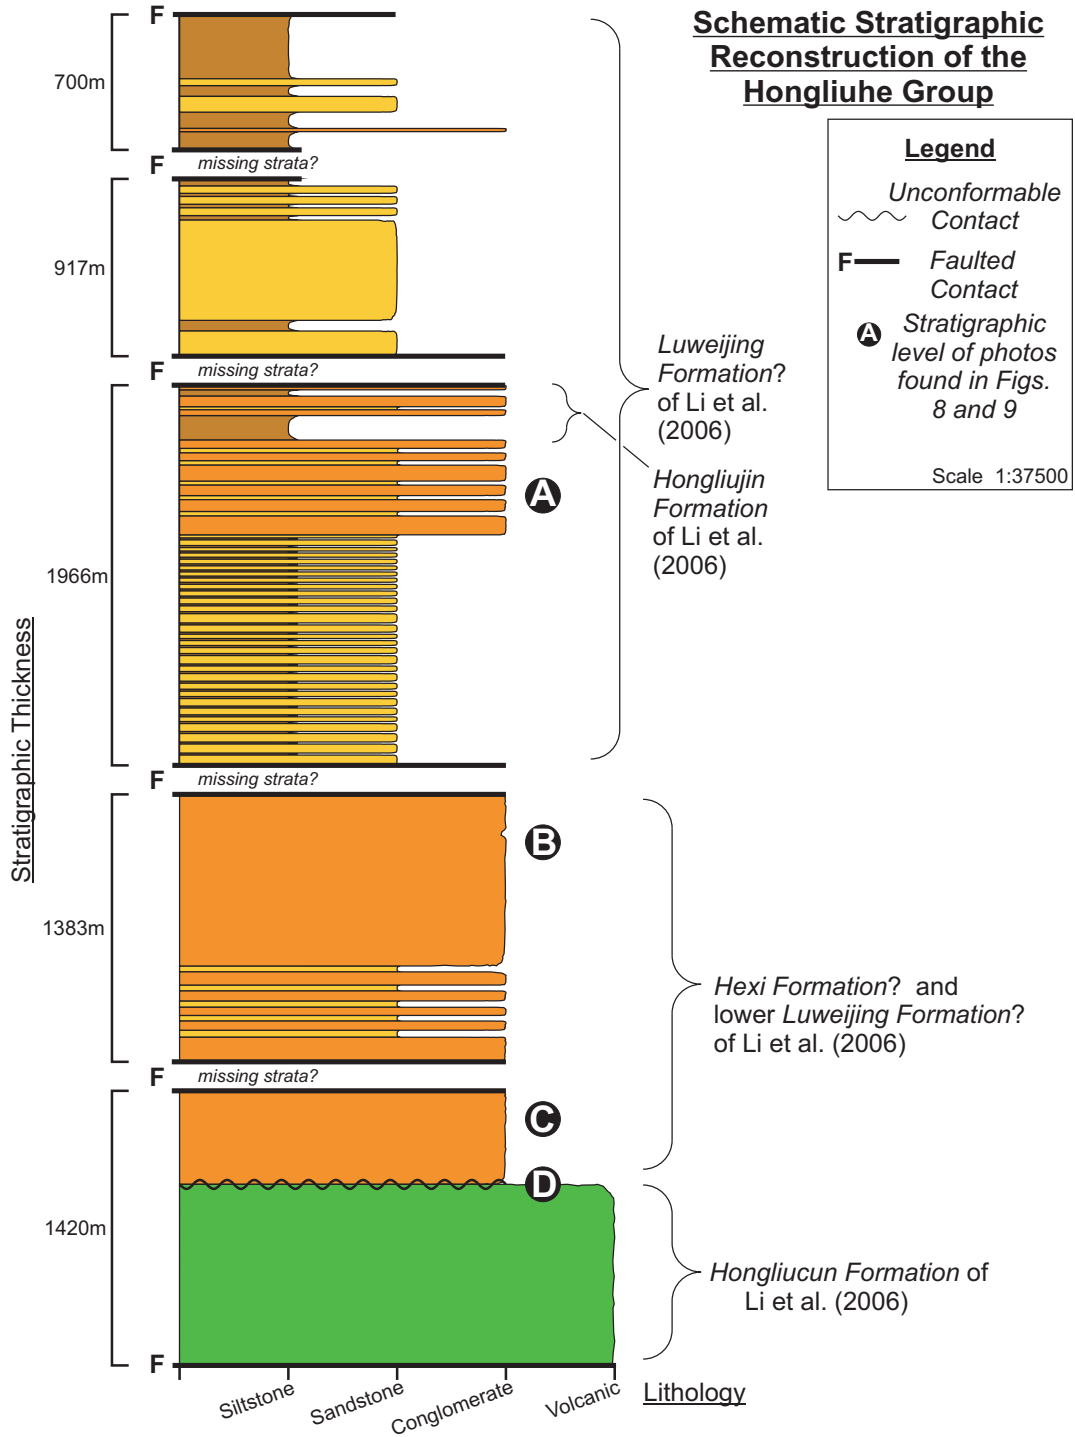 Schematic Stratigraphic
Reconstruction of the
Hongliuhe Group
Legend
Unconformable
Contact
F
Faulted
Contact
A
Stratigraphic
level of photos
found in Figs.
8 and 9
Scale 1:37500
Stratigraphic Thickness
F
700m
F
missing strata?
917m
F
missing strata?
Luweijing
Formation?
of Li et al.
(2006)
Hongliujin
Formation
of Li et al.
(2006)
A
1966m
F
missing strata?
B
1383m
Hexi Formation? and
lower Luweijing Formation?
of Li et al. (2006)
F
missing strata?
C
D
1420m
Hongliucun Formation of
Li et al. (2006)
F
Siltstone
Sandstone
Conglomerate
Volcanic
Lithology